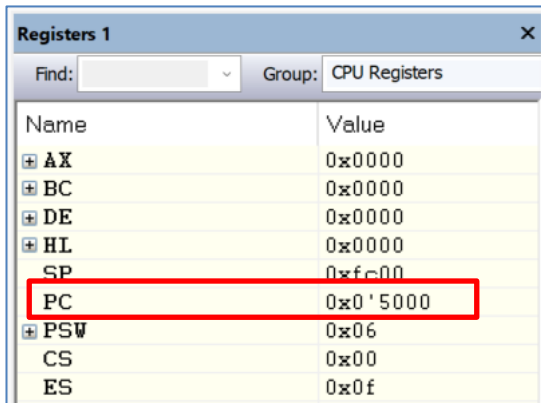 Registers 1 ×
Find: Group: CPU Registers
Name Value
AX 0x0000
BC 0x0000
DE 0x0000
HL 0x0000
SP 0xfc00
PC 0x0'5000
PSW 0x06
CS 0x00
ES 0x0f